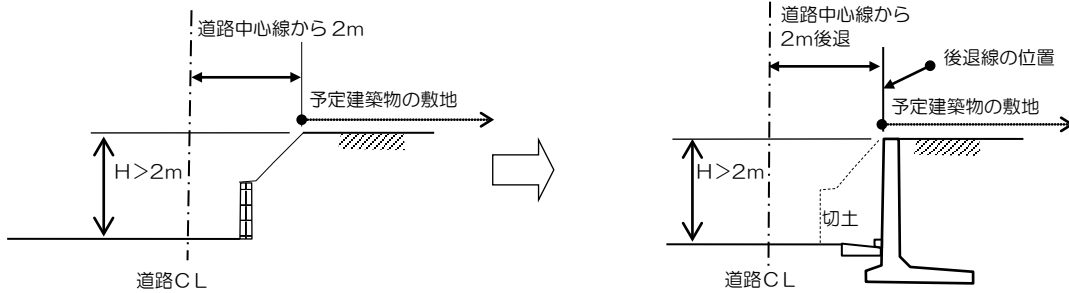 道路中心線から 2m
予定建築物の敷地
H>2m
道路CL
道路中心線から
2m後退
後退線の位置
予定建築物の敷地
H>2m
切土
道路CL